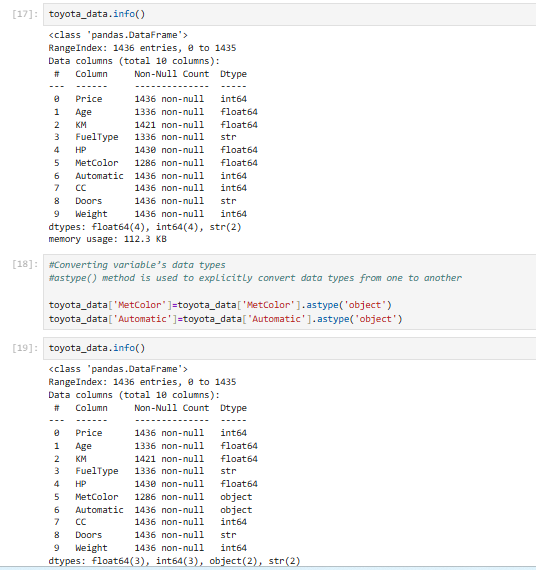 [17]: toyota_data.info()
<class 'pandas.DataFrame'>
RangeIndex: 1436 entries, 0 to 1435
Data columns (total 10 columns):
 #   Column     Non-Null Count  Dtype
---  ------     --------------  -----
 0   Price      1436 non-null   int64
 1   Age        1336 non-null   float64
 2   KM         1421 non-null   float64
 3   FuelType   1336 non-null   str
 4   HP         1430 non-null   float64
 5   MetColor   1286 non-null   float64
 6   Automatic  1436 non-null   int64
 7   CC         1436 non-null   int64
 8   Doors      1436 non-null   str
 9   Weight     1436 non-null   int64
dtypes: float64(4), int64(4), str(2)
memory usage: 112.3 KB
[18]: #Converting variable's data types
#astype() method is used to explicitly convert data types from one to another
toyota_data['MetColor']=toyota_data['MetColor'].astype('object')
toyota_data['Automatic']=toyota_data['Automatic'].astype('object')
[19]: toyota_data.info()
<class 'pandas.DataFrame'>
RangeIndex: 1436 entries, 0 to 1435
Data columns (total 10 columns):
 #   Column     Non-Null Count  Dtype
---  ------     --------------  -----
 0   Price      1436 non-null   int64
 1   Age        1336 non-null   float64
 2   KM         1421 non-null   float64
 3   FuelType   1336 non-null   str
 4   HP         1430 non-null   float64
 5   MetColor   1286 non-null   object
 6   Automatic  1436 non-null   object
 7   CC         1436 non-null   int64
 8   Doors      1436 non-null   str
 9   Weight     1436 non-null   int64
dtypes: float64(3), int64(3), object(2), str(2)